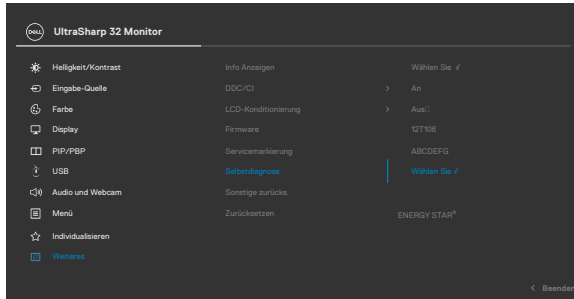 DELL UltraSharp 32 Monitor
Helligkeit/Kontrast Info Anzeigen Wählen Sie √
Eingabe-Quelle DDC/CI > An
Farbe LCD-Konditionierung > Aus□
Display Firmware 12T106
PIP/PBP Servicemarkierung ABCDEFG
USB Selbstdiagnose Wählen Sie √
Audio und Webcam Sonstige zurücks.
Menü Zurücksetzen ENERGY STAR®
Individualisieren
Weiteres
< Beenden